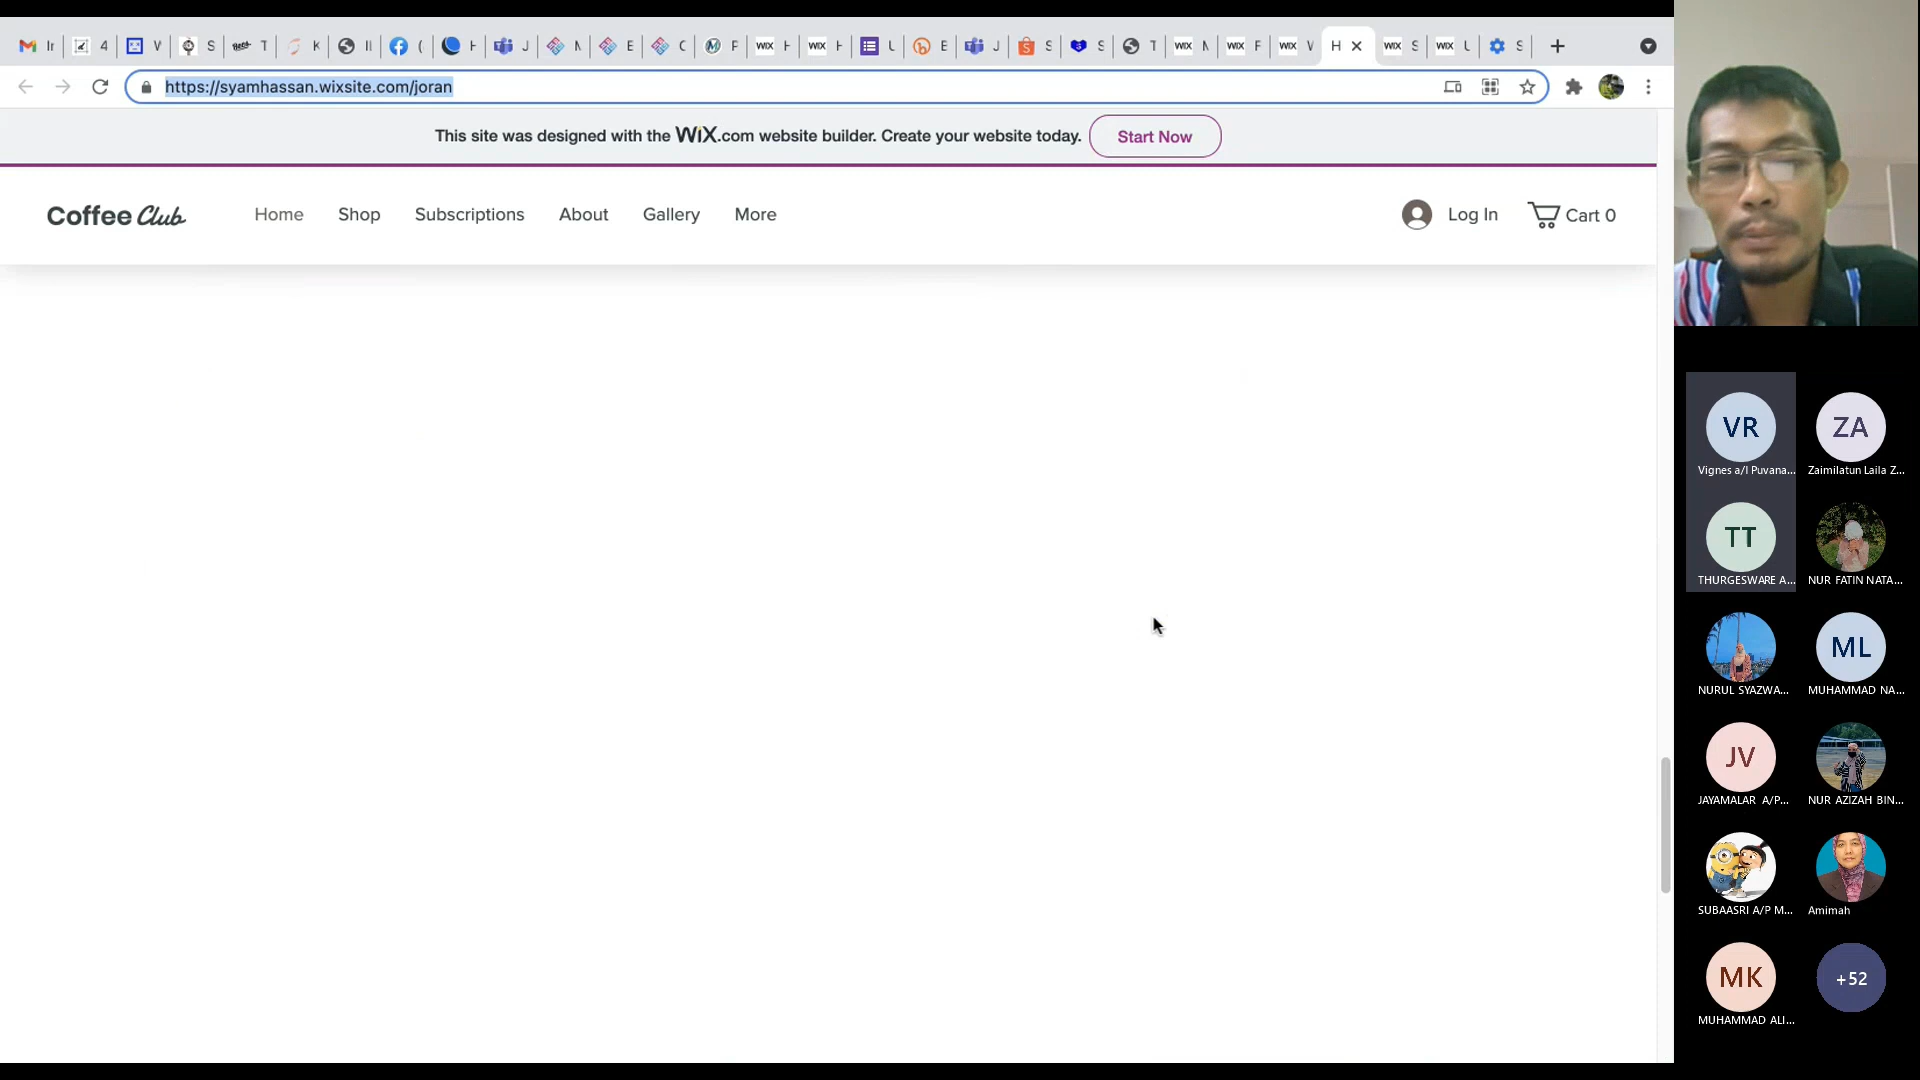 In
4
W
S
T
K
Il
(
H
J
N
E
C
F
H
H
U
E
J
S
S
T
N
F
V
H
S
U
S
https://syamhassan.wixsite.com/joran
This site was designed with the WiX.com website builder. Create your website today.
Start Now
Coffee Club
Home
Shop
Subscriptions
About
Gallery
More
Log In
Cart 0
VR
ZA
Vignes a/l Puvana...
Zaimilatun Laila Z...
TT
THURGESWARE A...
NUR FATIN NATA...
ML
NURUL SYAZWA...
MUHAMMAD NA...
JV
JAYAMALAR A/P...
NUR AZIZAH BIN...
SUBAASRI A/P M...
Amimah
MK
+52
MUHAMMAD ALI...